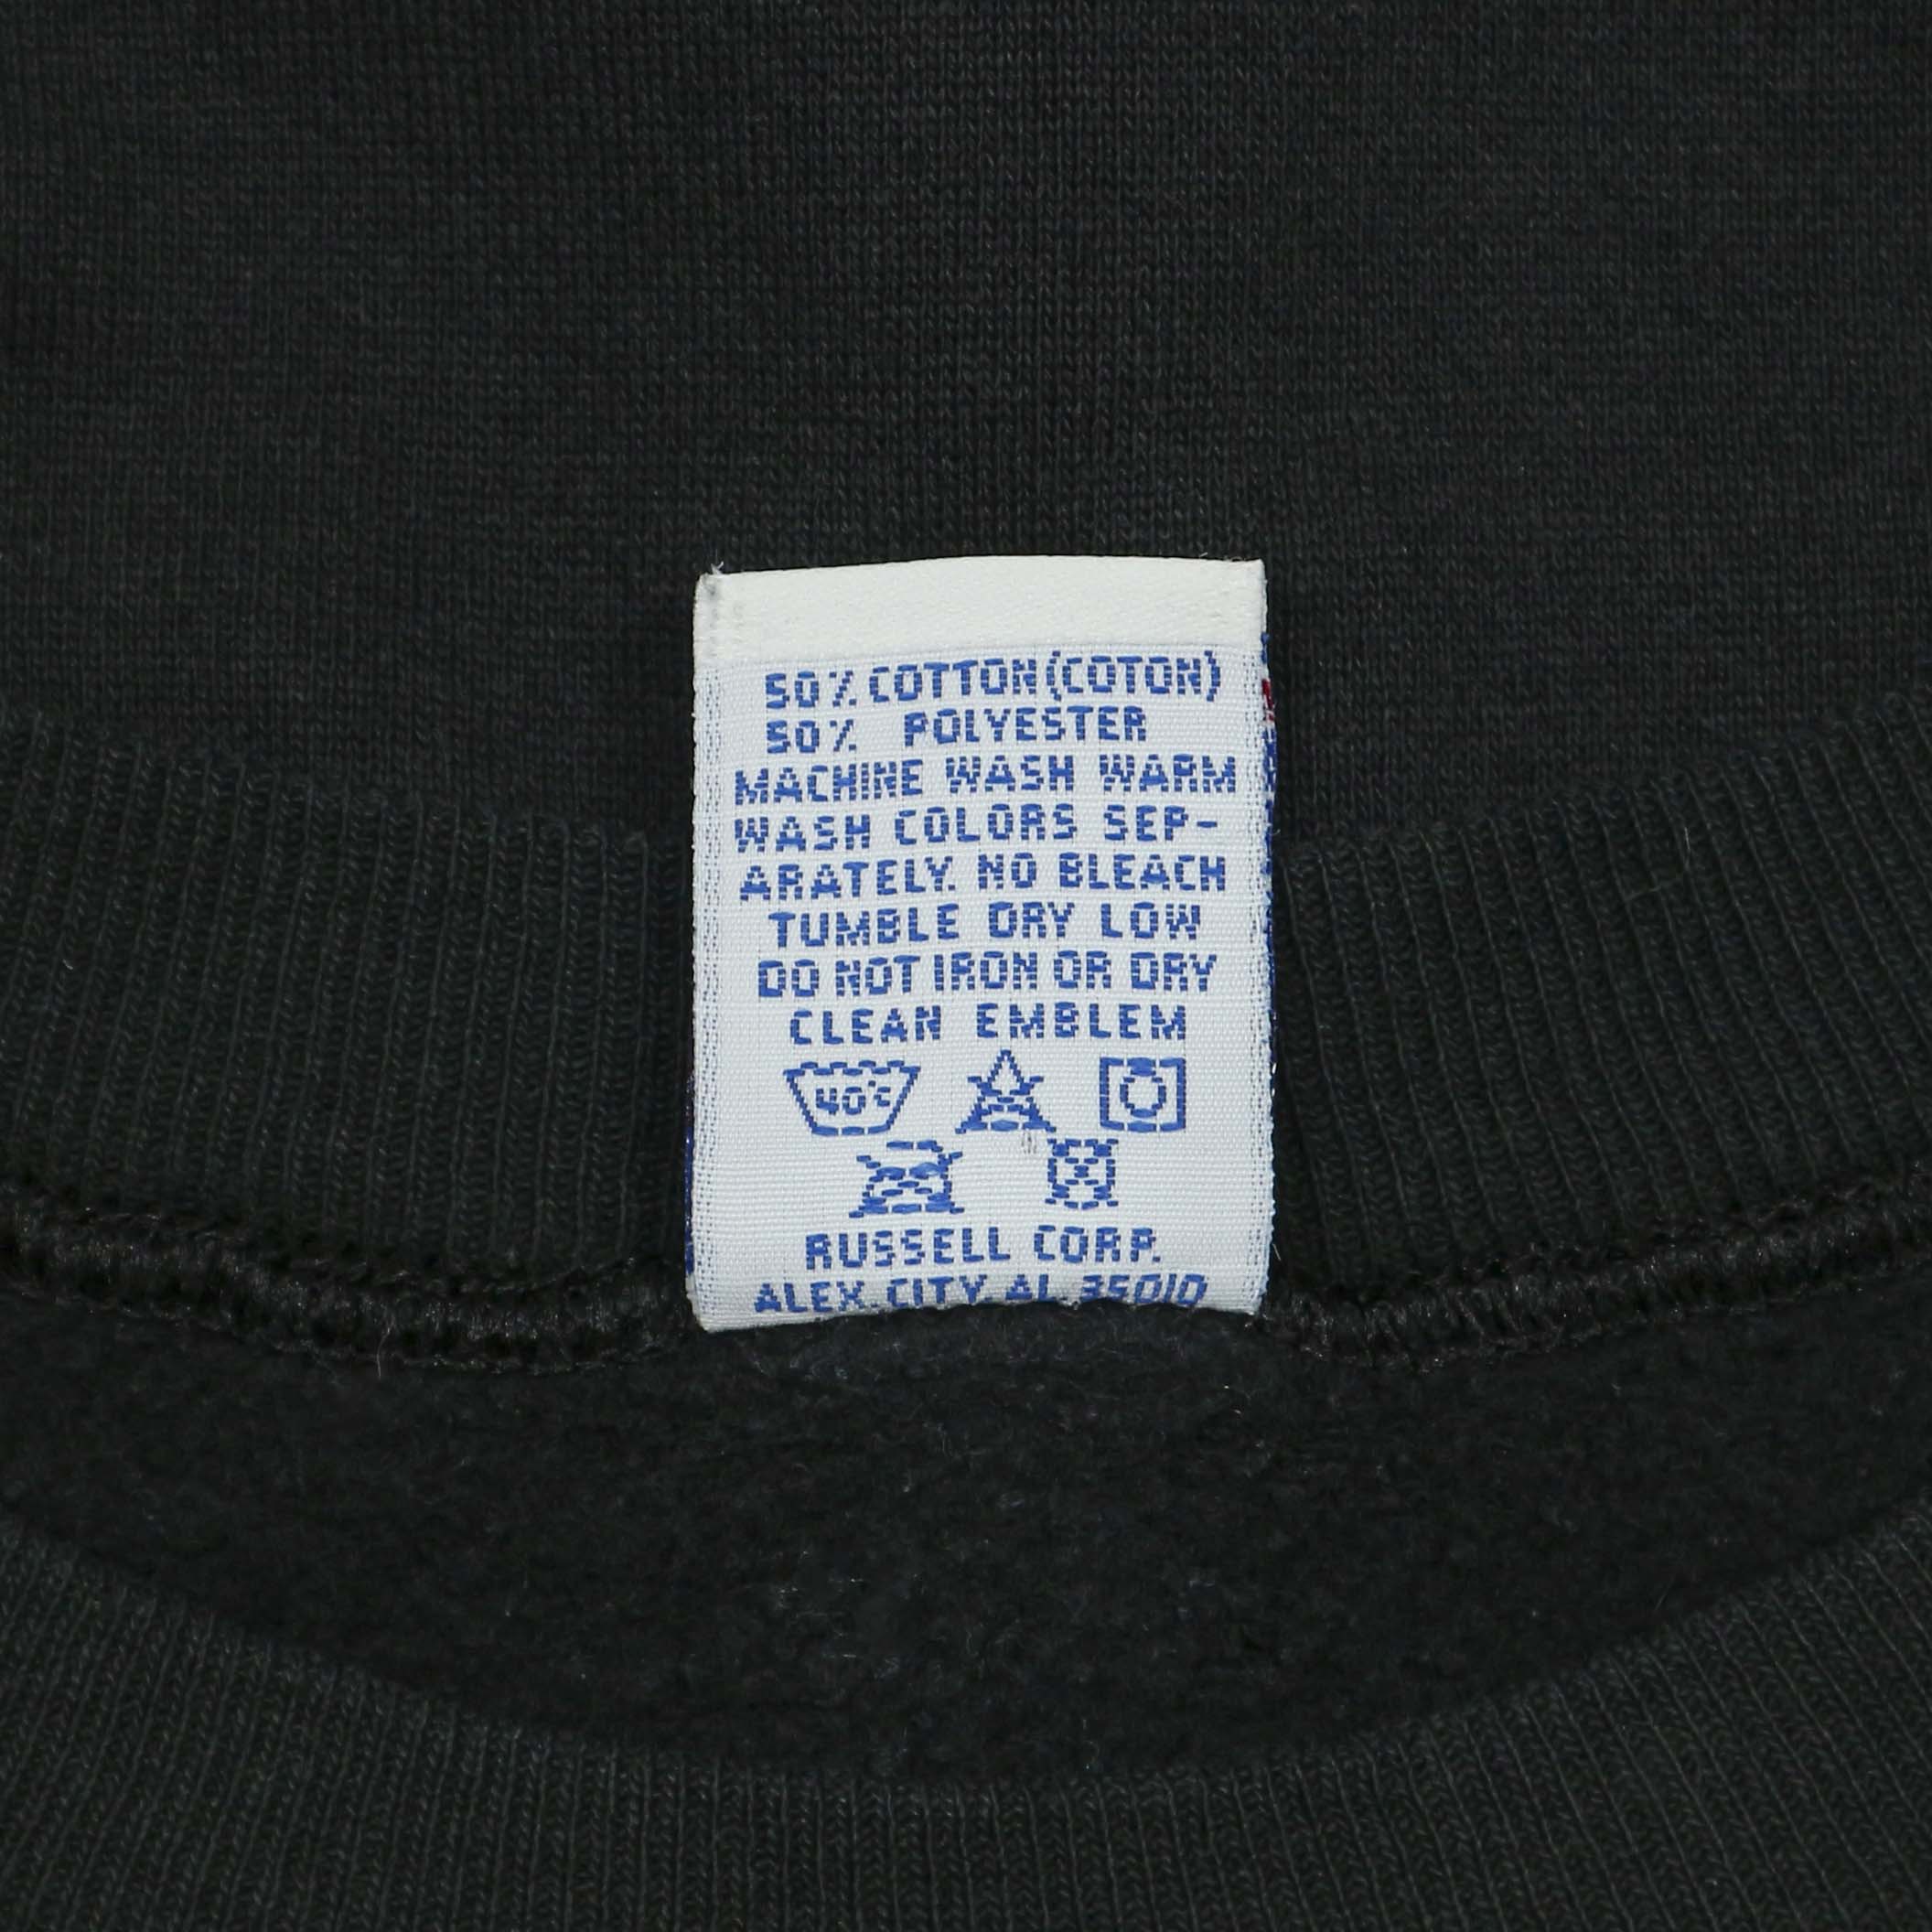 50% COTTON (COTON)
50% POLYESTER
MACHINE WASH WARM
WASH COLORS SEP-
ARATELY. NO BLEACH
TUMBLE DRY LOW
DO NOT IRON OR DRY
CLEAN EMBLEM
40°C
RUSSELL CORP.
ALEX. CITY, AL 35010